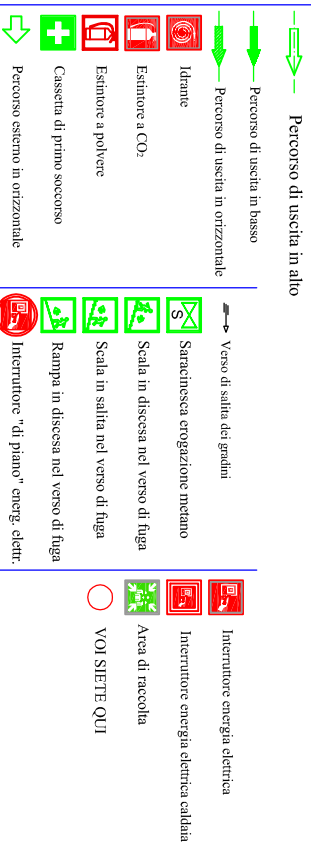 Percorso di uscita in alto
Percorso di uscita in basso
Percorso di uscita in orizzontale
Idrante
Estintore a CO2
Estintore a polvere
Cassetta di primo soccorso
Percorso esterno in orizzontale
Verso di salita dei gradini
S
Saracinesca erogazione metano
Scala in discesa nel verso di fuga
Scala in salita nel verso di fuga
Rampa in discesa nel verso di fuga
Interruttore "di piano" energ. elettr.
Interruttore energia elettrica
Interruttore energia elettrica caldaia
Area di raccolta
VOI SIETE QUI